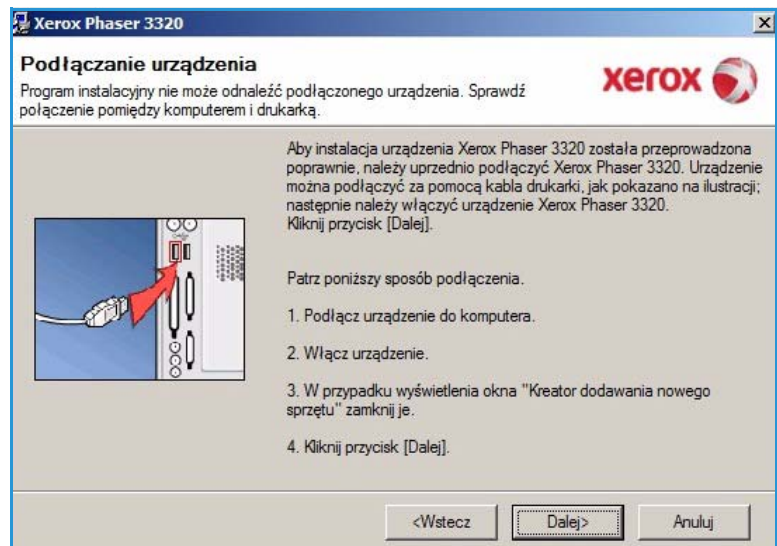 Xerox Phaser 3320
Podłączanie urządzenia
Program instalacyjny nie może odnaleźć podłączonego urządzenia. Sprawdź
połączenie pomiędzy komputerem i drukarką.
xerox
Aby instalacja urządzenia Xerox Phaser 3320 została przeprowadzona
poprawnie, należy uprzednio podłączyć Xerox Phaser 3320. Urządzenie
można podłączyć za pomocą kabla drukarki, jak pokazano na ilustracji;
następnie należy włączyć urządzenie Xerox Phaser 3320.
Kliknij przycisk [Dalej].
Patrz poniższy sposób podłączenia.
1. Podłącz urządzenie do komputera.
2. Włącz urządzenie.
3. W przypadku wyświetlenia okna "Kreator dodawania nowego
sprzętu" zamknij je.
4. Kliknij przycisk [Dalej].
<Wstecz
Dalej>
Anuluj